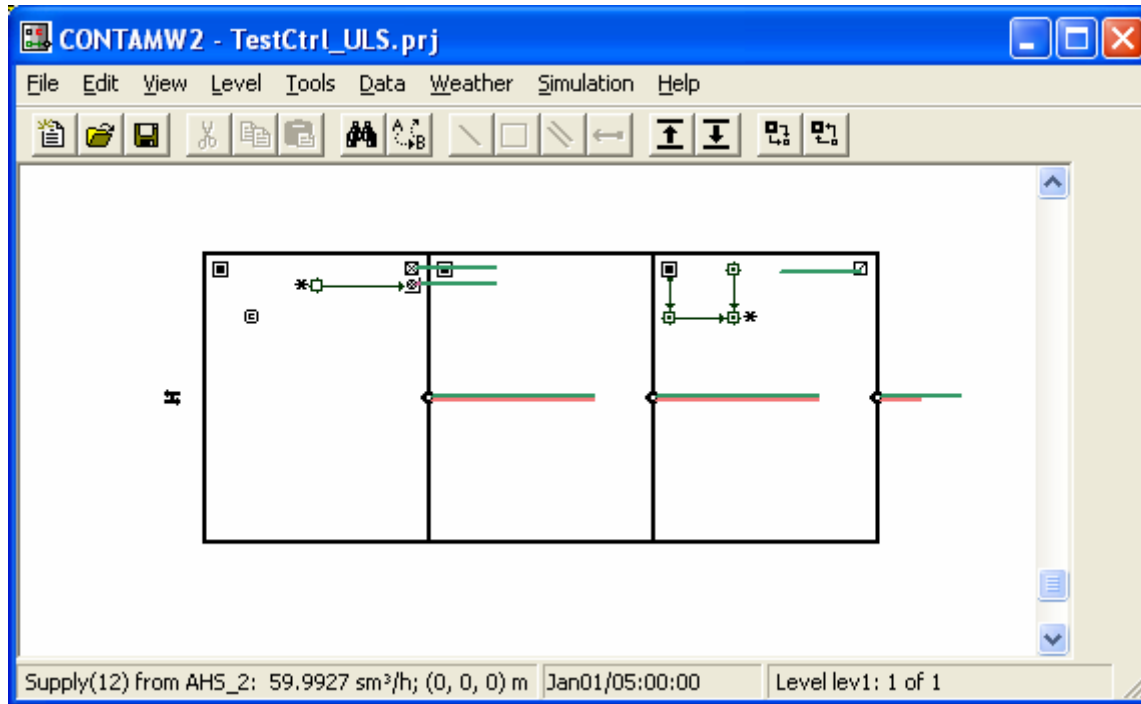 CONTAMW2 - TestCtrl_ULS.prj
File Edit View Level Tools Data Weather Simulation Help
Supply(12) from AHS_2: 59.9927 sm³/h; (0, 0, 0) m Jan01/05:00:00 Level lev1: 1 of 1